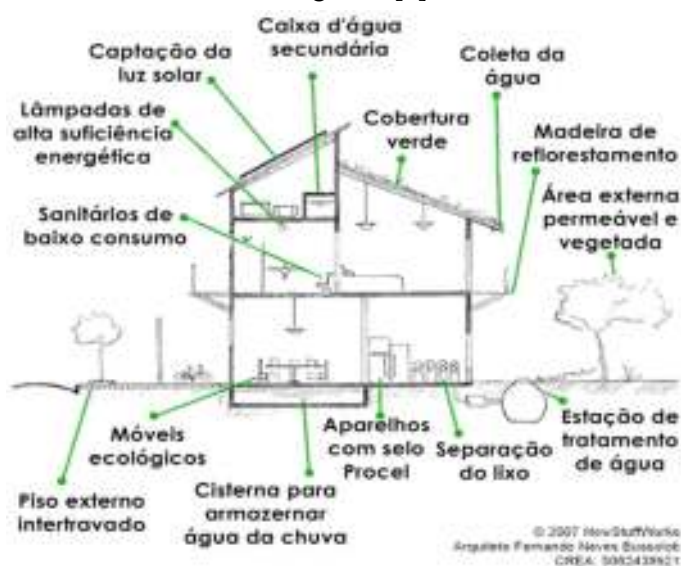 Caixa d'água
secundária
Captação da
luz solar
Coleta da
água
Lâmpadas de
alta suficiência
energética
Cobertura
verde
Madeira de
reflorestamento
Sanitários de
baixo consumo
Área externa
permeável e
vegetada
Móveis
ecológicos
Aparelhos
com selo
Procel
Separação
do lixo
Estação de
tratamento
de água
Piso externo
intertravado
Cisterna para
armazernar
água da chuva
© 2007 HowStuffWorks
Arquiteto Fernando Neves
CREA: